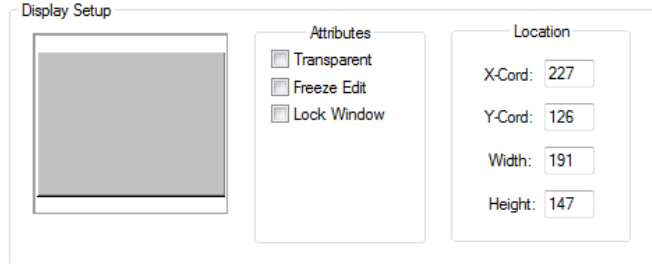 Display Setup
Attributes
Transparent
Freeze Edit
Lock Window
Location
X-Cord: 227
Y-Cord: 126
Width: 191
Height: 147